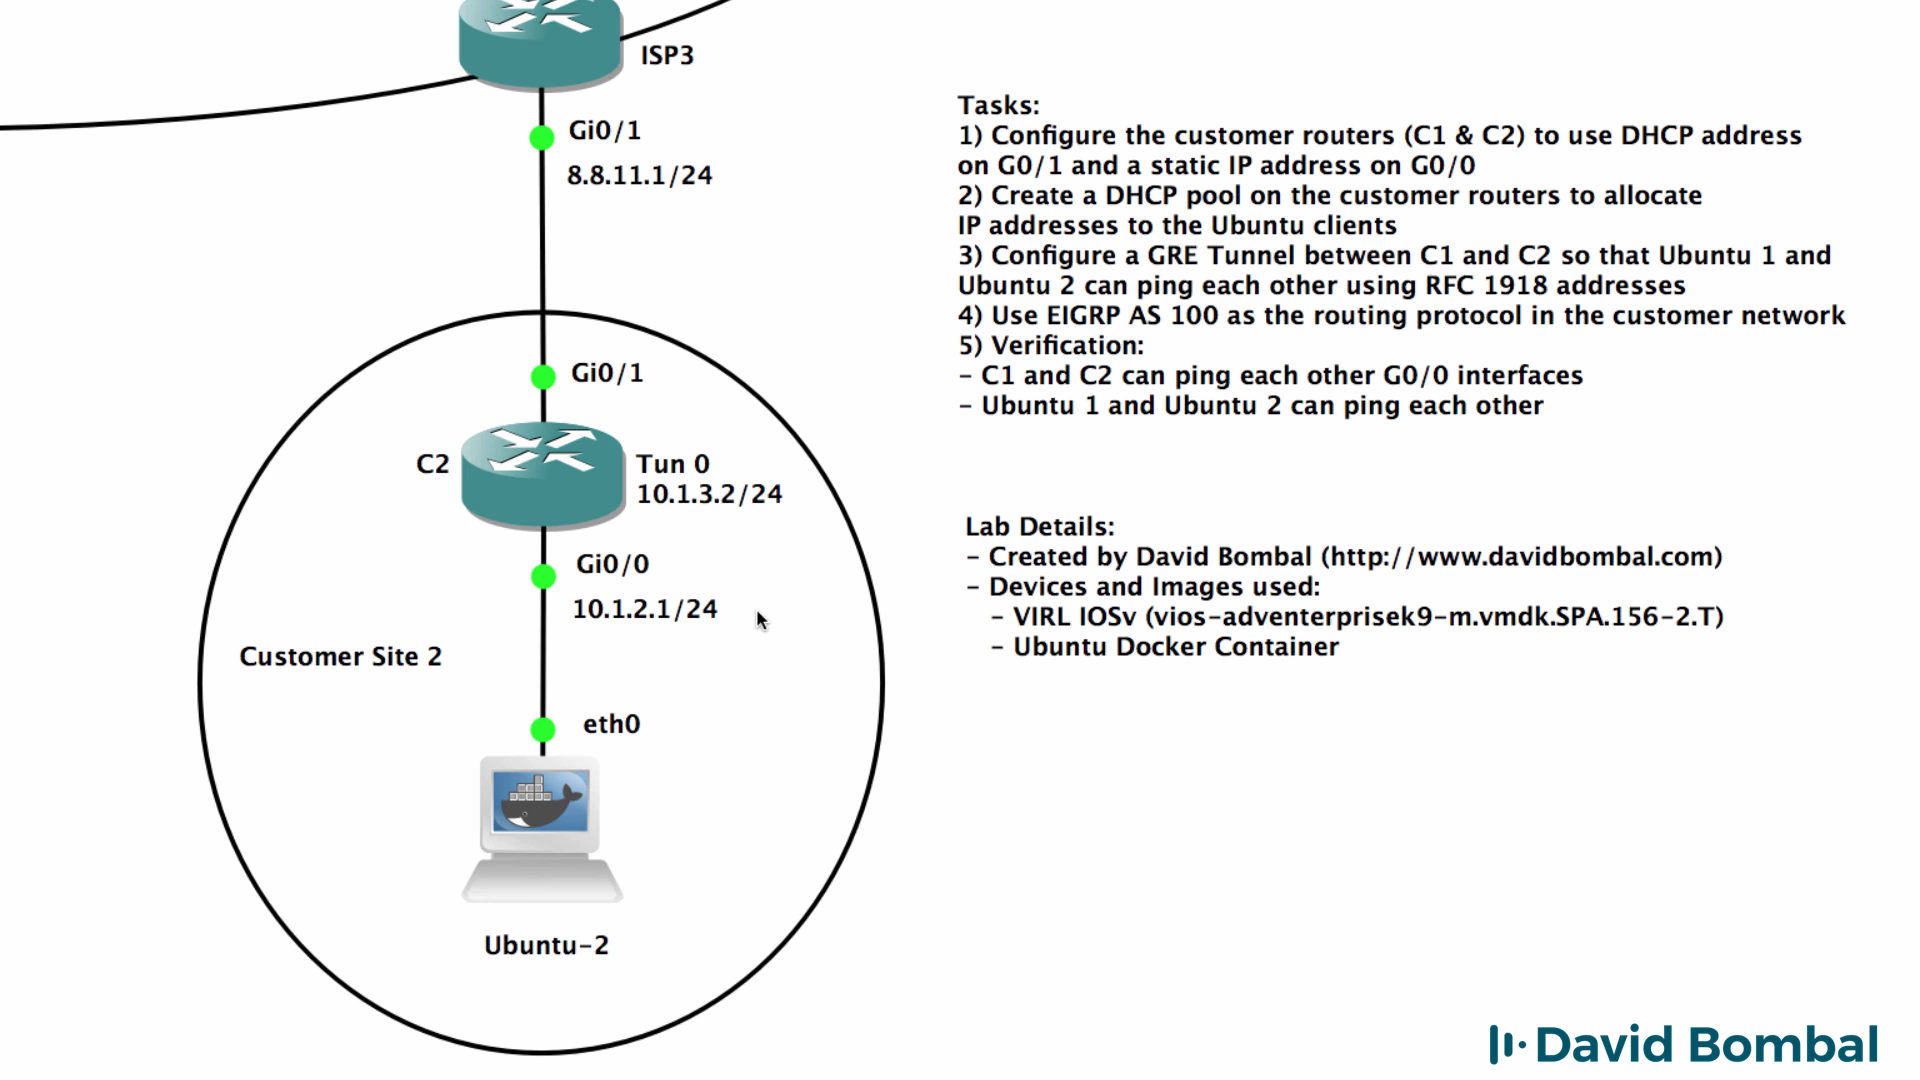 ISP3
Gi0/1
8.8.11.1/24
Gi0/1
C2
Tun 0
10.1.3.2/24
Gi0/0
10.1.2.1/24
Customer Site 2
eth0
Ubuntu-2
Tasks:
1) Configure the customer routers (C1 & C2) to use DHCP address
on G0/1 and a static IP address on G0/0
2) Create a DHCP pool on the customer routers to allocate
IP addresses to the Ubuntu clients
3) Configure a GRE Tunnel between C1 and C2 so that Ubuntu 1 and
Ubuntu 2 can ping each other using RFC 1918 addresses
4) Use EIGRP AS 100 as the routing protocol in the customer network
5) Verification:
- C1 and C2 can ping each other G0/0 interfaces
- Ubuntu 1 and Ubuntu 2 can ping each other
Lab Details:
- Created by David Bombal (http://www.davidbombal.com)
- Devices and Images used:
- VIRL IOSv (vios-adventerprisek9-m.vmdk.SPA.156-2.T)
- Ubuntu Docker Container
David Bombal